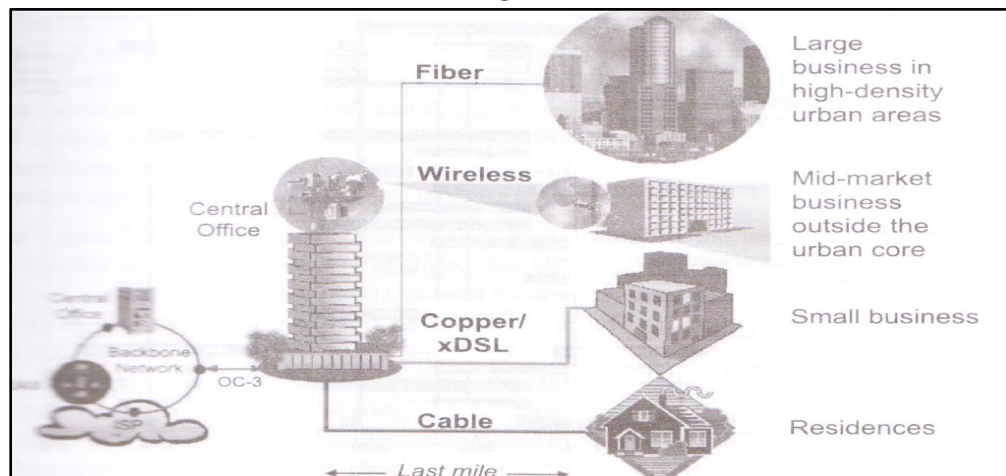 Fiber
Large
business in
high-density
urban areas
Wireless
Mid-market
business
outside the
urban core
Central
Office
Copper/
xDSL
Small business
Central
Office
Backbone
Network
OC-3
ISP
Cable
Residences
Last mile